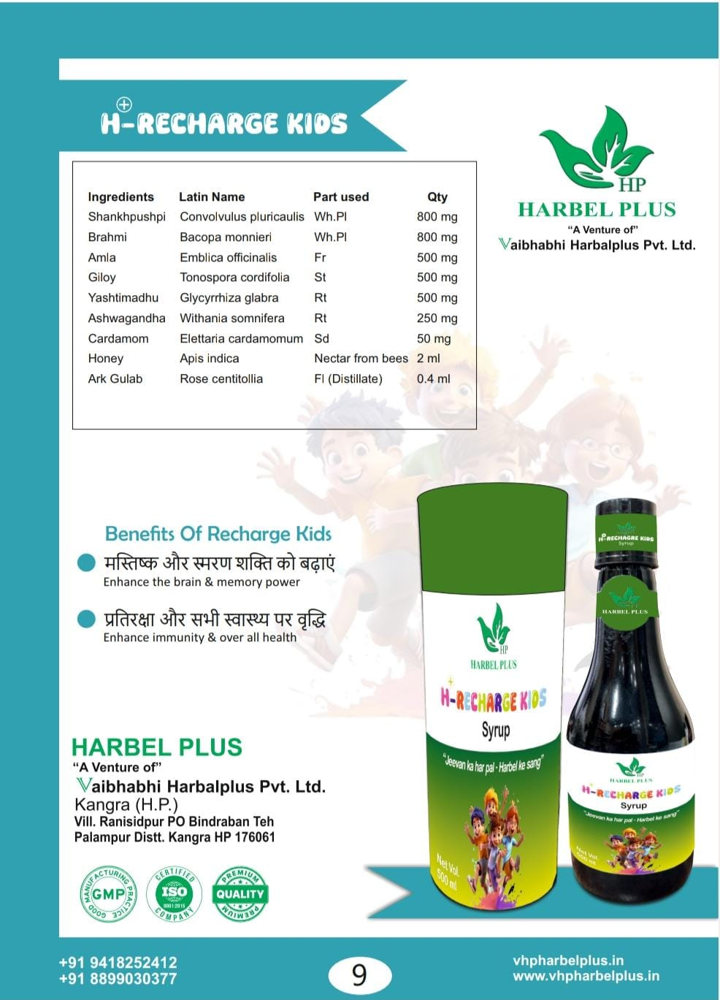 H-RECHARGE KIDS
HP
HARBEL PLUS
“A Venture of”
Vaibhabhi Harbalplus Pvt. Ltd.
Ingredients Latin Name Part used Qty
Shankhpushpi Convolvulus pluricaulis Wh.Pl 800 mg
Brahmi Bacopa monnieri Wh.Pl 800 mg
Amla Emblica officinalis Fr 500 mg
Giloy Tonospora cordifolia St 500 mg
Yashtimadhu Glycyrrhiza glabra Rt 500 mg
Ashwagandha Withania somnifera Rt 250 mg
Cardamom Elettaria cardamomum Sd 50 mg
Honey Apis indica Nectar from bees 2 ml
Ark Gulab Rose centitollia Fl (Distillate) 0.4 ml
Benefits Of Recharge Kids
मस्तिष्क और स्मरण शक्ति को बढ़ाएं
Enhance the brain & memory power
प्रतिरक्षा और सभी स्वास्थ्य पर वृद्धि
Enhance immunity & over all health
HP
HARBEL PLUS
H-RECHARGE KIDS
Syrup
“Jeevan ka har pal - Harbel ke sang”
Net Vol.
500 ml
H-RECHAGRE KIDS
Syrup
HARBEL PLUS
HP
HARBEL PLUS
H-RECHARGE KIDS
Syrup
“Jeevan ka har pal - Harbel ke sang”
Net Vol.
500 ml
HARBEL PLUS
“A Venture of”
Vaibhabhi Harbalplus Pvt. Ltd.
Kangra (H.P.)
Vill. Ranisidpur PO Bindraban Teh
Palampur Distt. Kangra HP 176061
GOOD MANUFACTURING PRACTICE
GMP
CERTIFIED
ISO
9001:2015
COMPANY
PREMIUM
QUALITY
PREMIUM
+91 9418252412
+91 8899030377
9
vhpharbelplus.in
www.vhpharbelplus.in